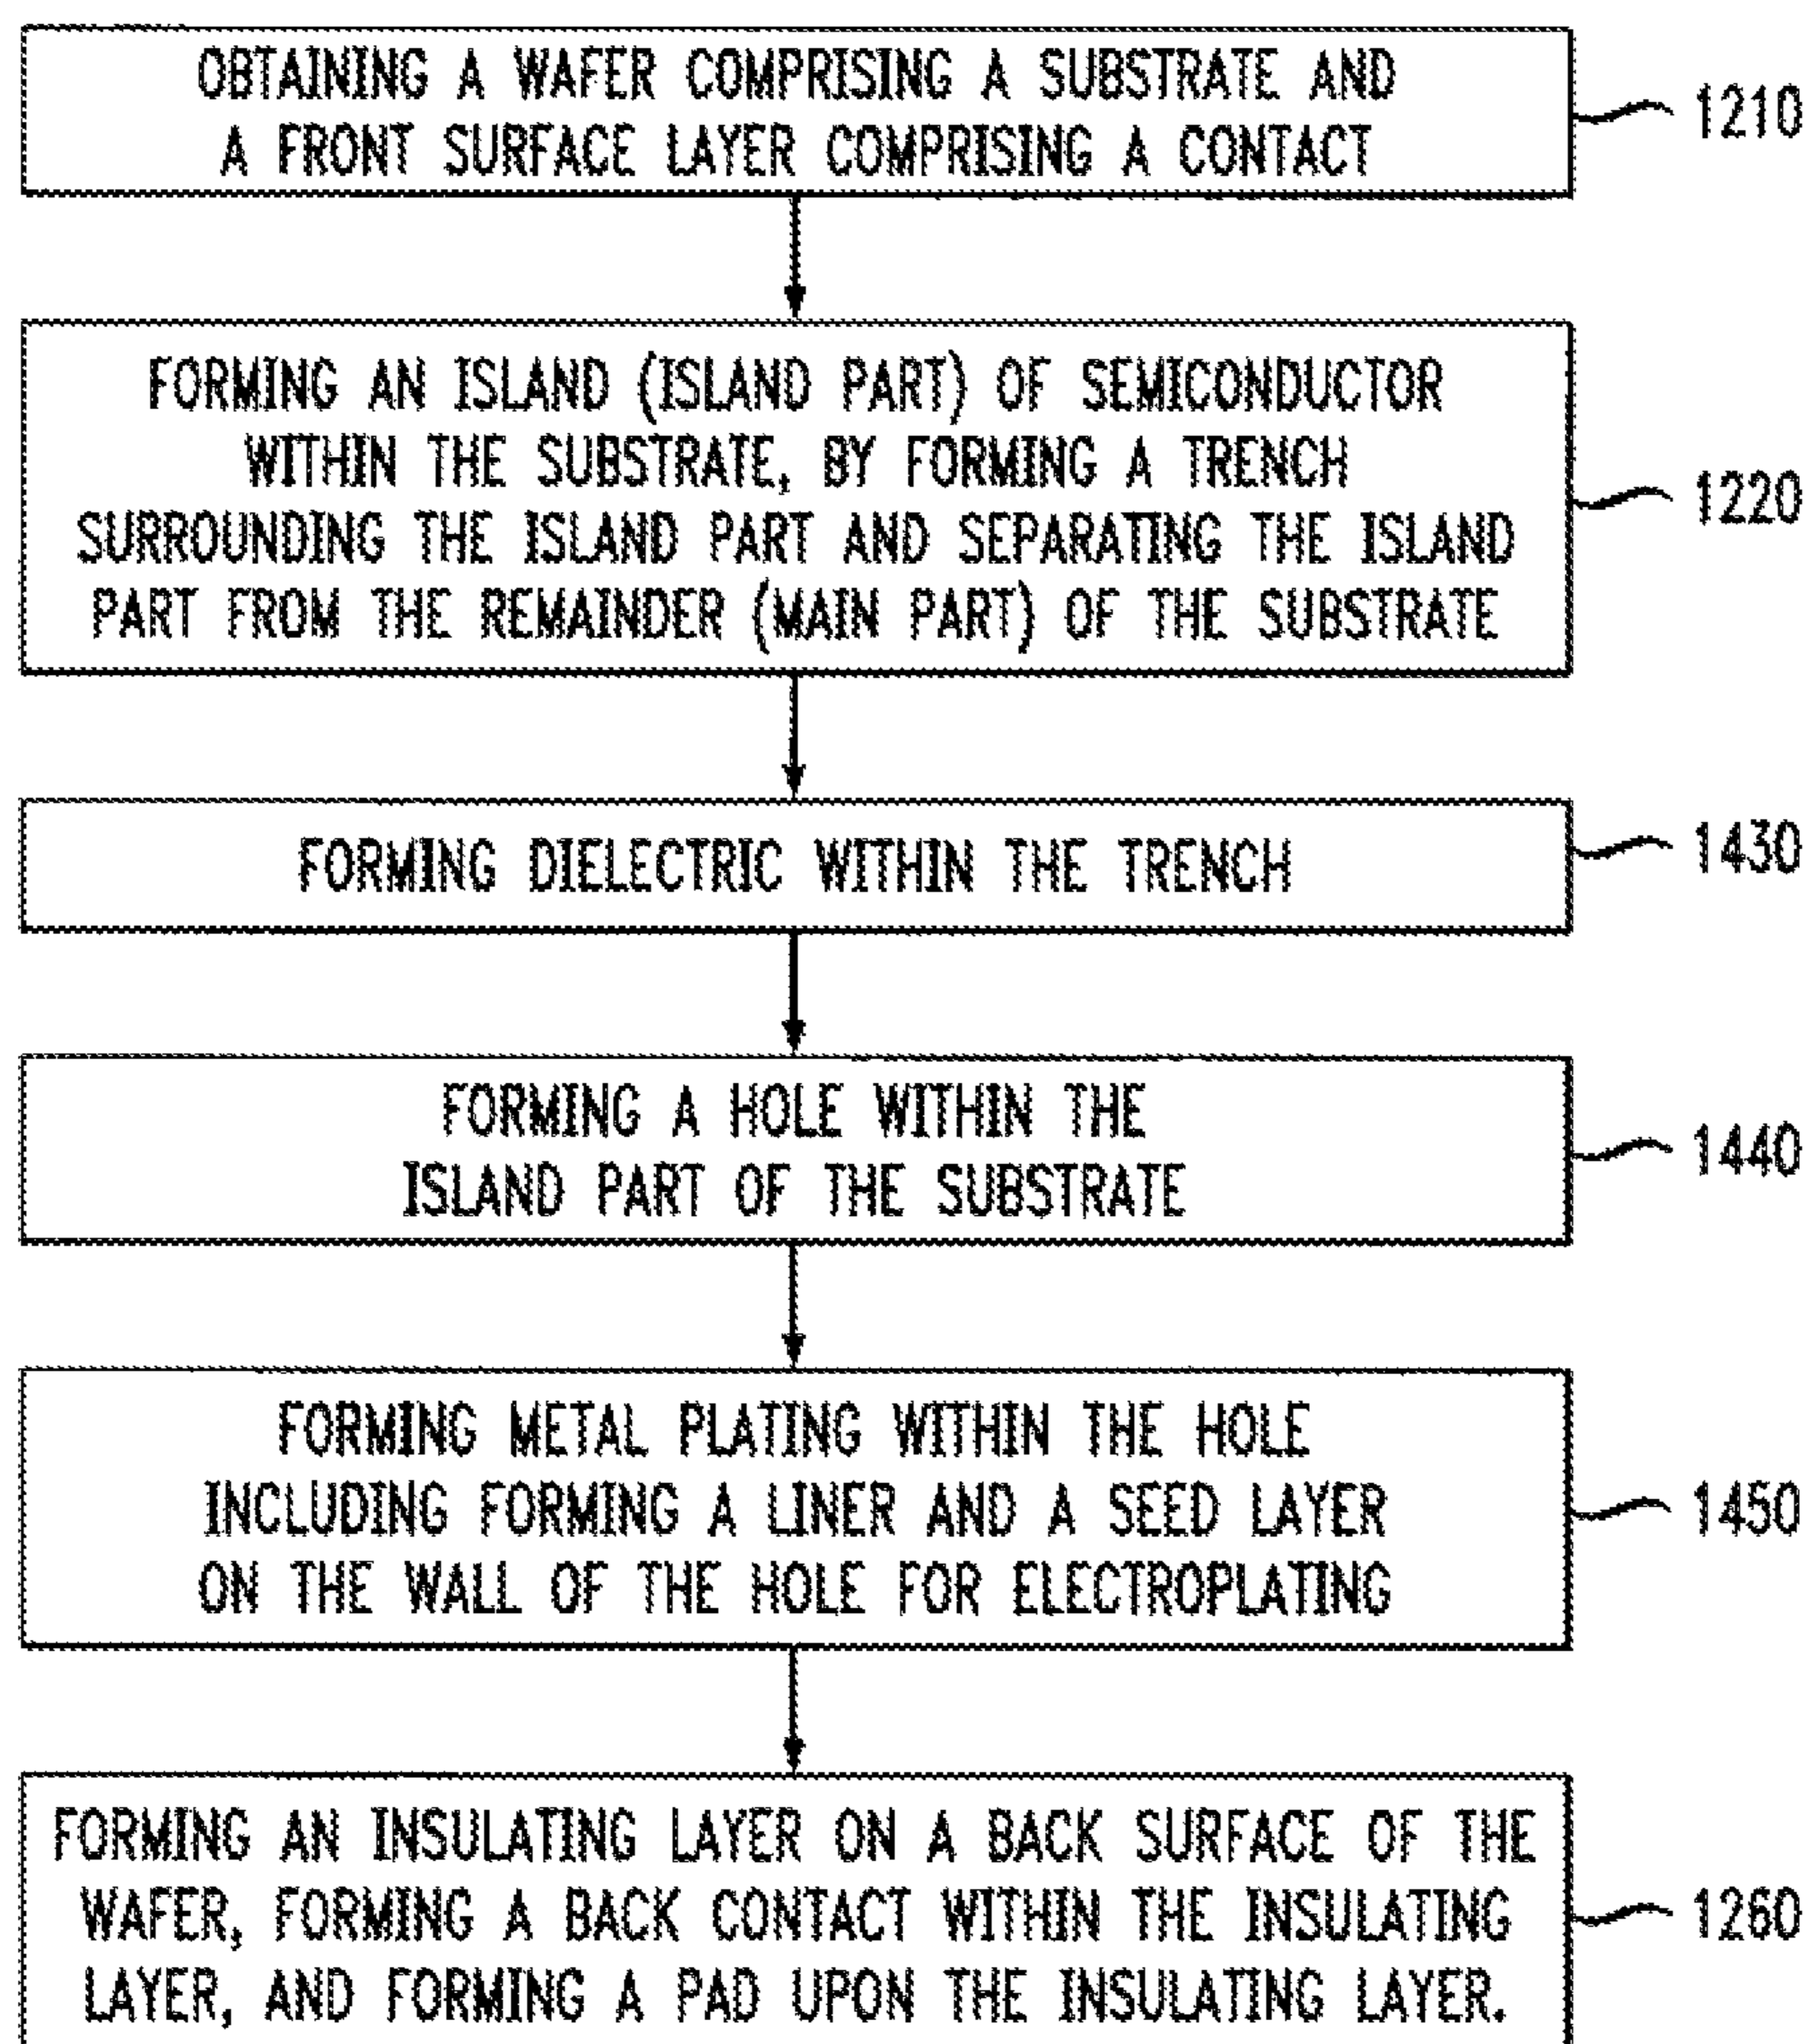 OBTAINING A WAFER COMPRISING A SUBSTRATE AND
A FRONT SURFACE LAYER COMPRISING A CONTACT
1210
FORMING AN ISLAND (ISLAND PART) OF SEMICONDUCTOR
WITHIN THE SUBSTRATE, BY FORMING A TRENCH
SURROUNDING THE ISLAND PART AND SEPARATING THE ISLAND
PART FROM THE REMAINDER (MAIN PART) OF THE SUBSTRATE
1220
FORMING DIELECTRIC WITHIN THE TRENCH
1430
FORMING A HOLE WITHIN THE
ISLAND PART OF THE SUBSTRATE
1440
FORMING METAL PLATING WITHIN THE HOLE
INCLUDING FORMING A LINER AND A SEED LAYER
ON THE WALL OF THE HOLE FOR ELECTROPLATING
1450
FORMING AN INSULATING LAYER ON A BACK SURFACE OF THE
WAFER, FORMING A BACK CONTACT WITHIN THE INSULATING
LAYER, AND FORMING A PAD UPON THE INSULATING LAYER.
1260